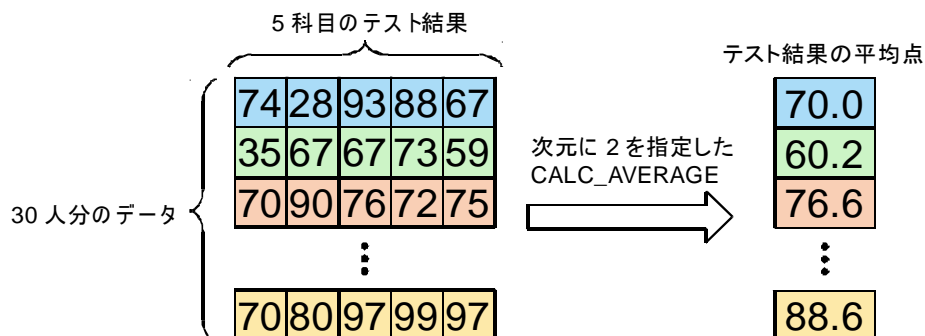 5 科目のテスト結果
テスト結果の平均点
74 28 93 88 67
70.0
35 67 67 73 59
60.2
70 90 76 72 75
76.6
次元に 2 を指定した
CALC_AVERAGE
30 人分のデータ
70 80 97 99 97
88.6